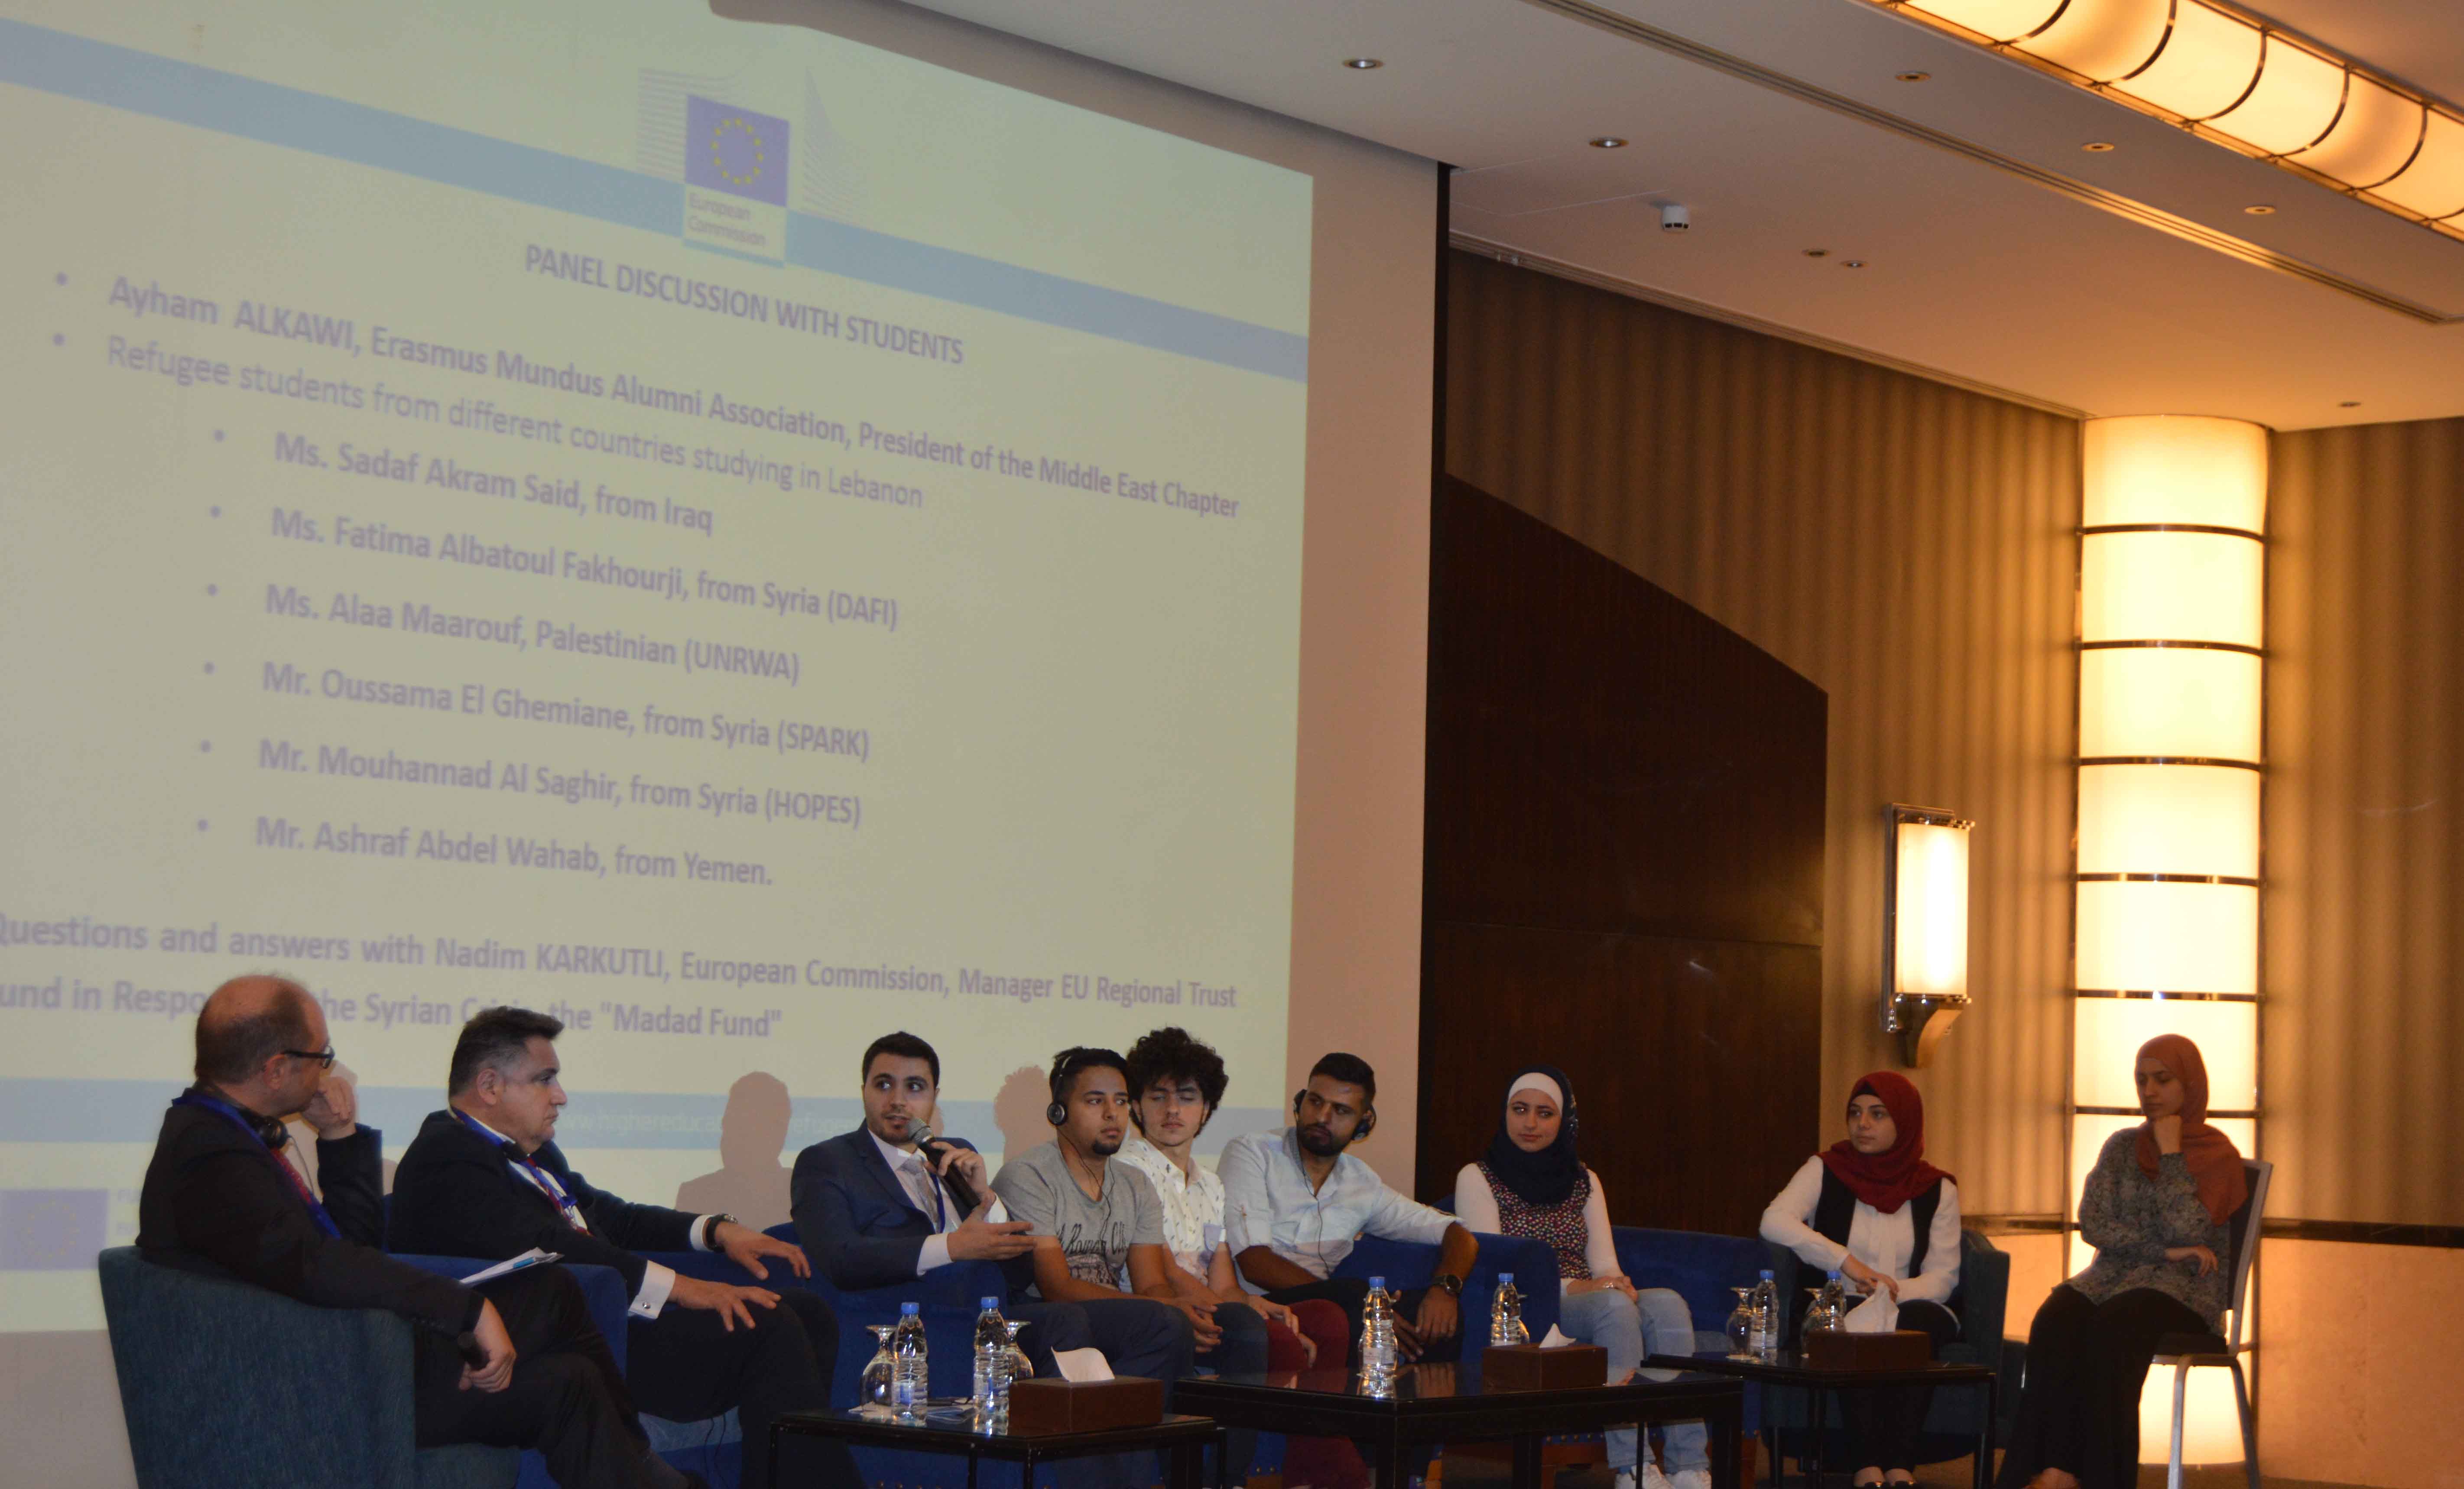 European
Commission
PANEL DISCUSSION WITH STUDENTS
• Ayham ALKAWI, Erasmus Mundus Alumni Association, President of the Middle East Chapter
• Refugee students from different countries studying in Lebanon
• Ms. Sadaf Akram Said, from Iraq
• Ms. Fatima Albatoul Fakhourji, from Syria (DAFI)
• Ms. Alaa Maarouf, Palestinian (UNRWA)
• Mr. Oussama El Ghemiane, from Syria (SPARK)
• Mr. Mouhannad Al Saghir, from Syria (HOPES)
• Mr. Ashraf Abdel Wahab, from Yemen.
Questions and answers with Nadim KARKUTLI, European Commission, Manager EU Regional Trust
und in Respo he Syrian C the "Madad Fund"